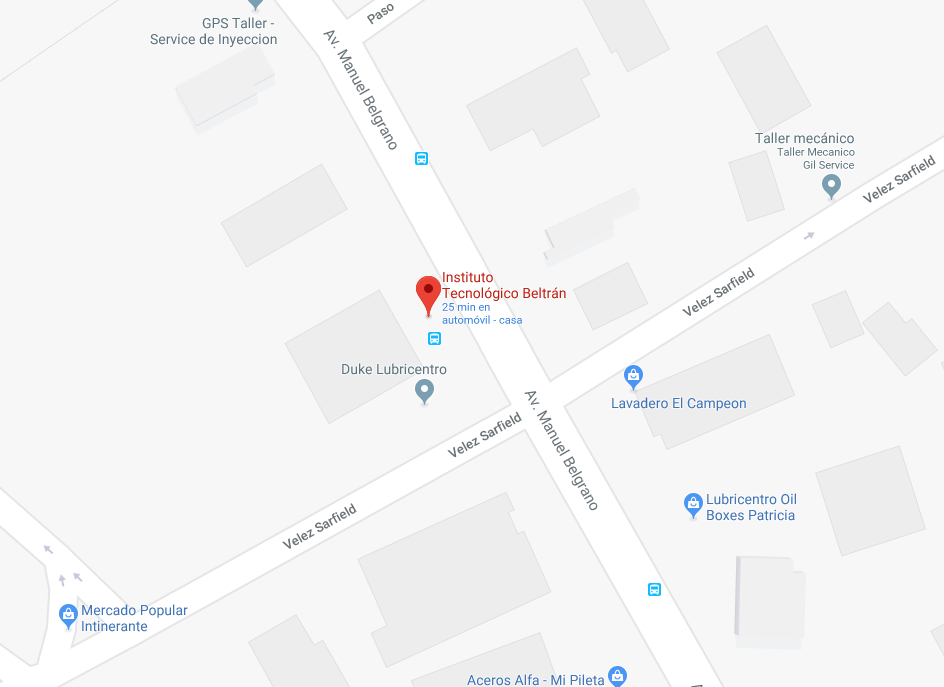 Paso
GPS Taller -
Service de Inyeccion
Av. Manuel Belgrano
Taller mecánico
Taller Mecanico
Gil Service
Velez Sarfield
Instituto
Tecnológico Beltrán
25 min en
automóvil - casa
Velez Sarfield
Duke Lubricentro
Lavadero El Campeon
Av. Manuel Belgrano
Velez Sarfield
Lubricentro Oil
Boxes Patricia
Velez Sarfield
Mercado Popular
Intinerante
Aceros Alfa - Mi Pileta